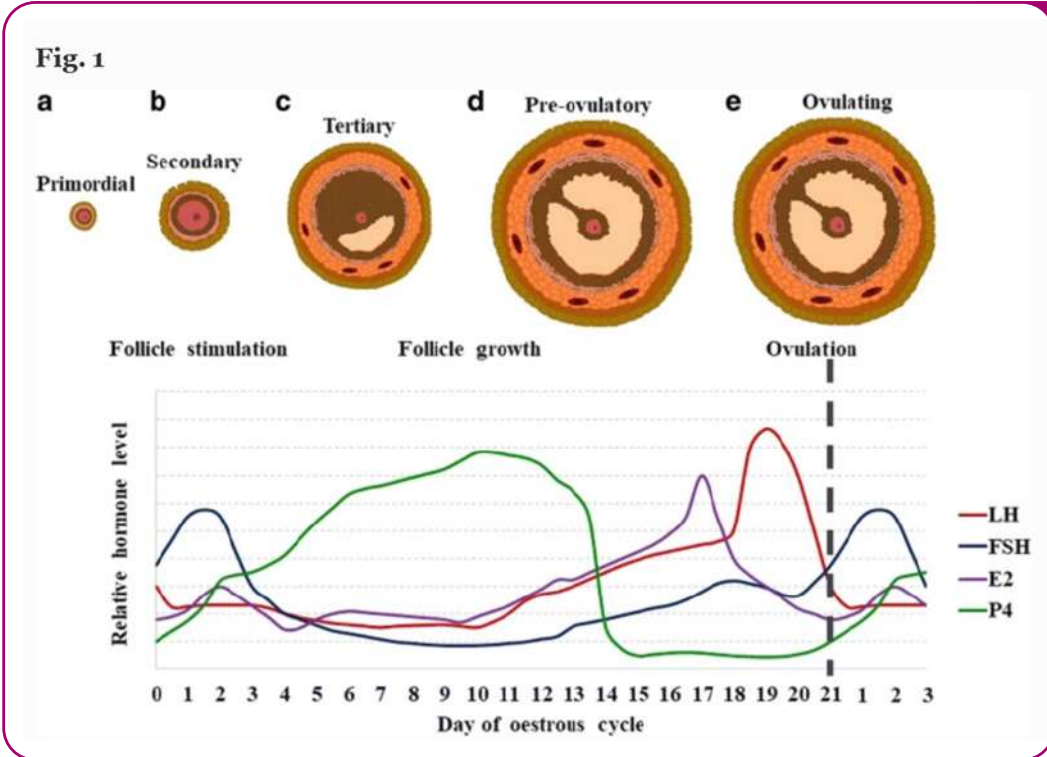 Fig. 1
a b c d e
Primordial
Secondary
Tertiary
Pre-ovulatory
Ovulating
Follicle stimulation Follicle growth Ovulation
Relative hormone level
LH
FSH
E2
P4
0 1 2 3 4 5 6 7 8 9 10 11 12 13 14 15 16 17 18 19 20 21 1 2 3
Day of oestrous cycle